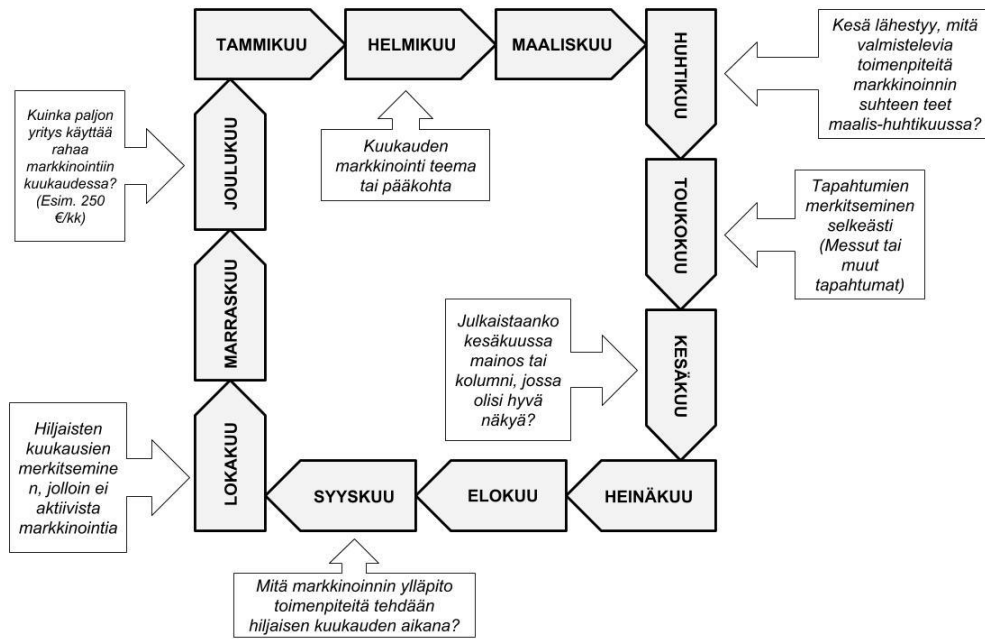 TAMMIKUU
HELMIKUU
MAALISKUU
HUHTIKUU
Kesä lähestyy, mitä
valmistelevia
toimenpiteitä
markkinoinnin
suhteen teet
maalis-huhtikuussa?
Kuinka paljon
yritys käyttää
rahaa
markkinointiin
kuukaudessa?
(Esim. 250
€/kk)
JOULUKUU
Kuukauden
markkinointi teema
tai pääkohta
TOUKOKUU
Tapahtumien
merkitseminen
selkeästi
(Messut tai
muut
tapahtumat)
MARRASKUU
Julkaistaanko
kesäkuussa
mainos tai
kolumni, jossa
olisi hyvä
näkyä?
KESÄKUU
Hiljaisten
kuukausien
merkitsemine
n, jolloin ei
aktiivista
markkinointia
LOKAKUU
SYYSKUU
ELOKUU
HEINÄKUU
Mitä markkinoinnin ylläpito
toimenpiteitä tehdään
hiljaisen kuukauden aikana?